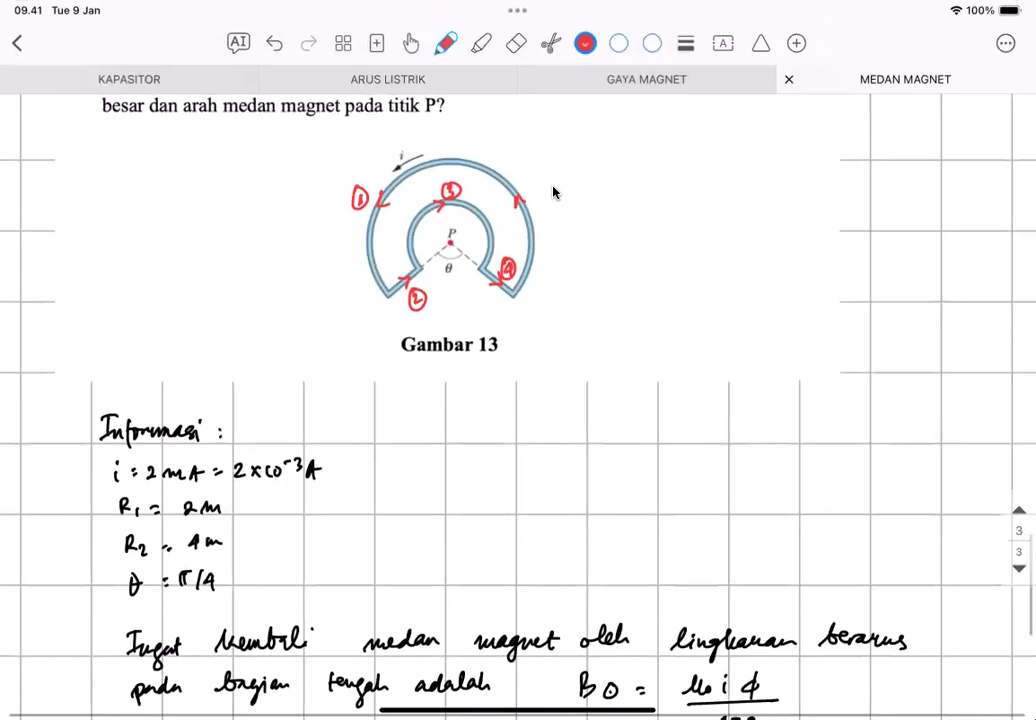 09.41 Tue 9 Jan
100%
AI
A
KAPASITOR
ARUS LISTRIK
GAYA MAGNET
MEDAN MAGNET
besar dan arah medan magnet pada titik P?
i
1
3
P
θ
4
2
Gambar 13
Informasi :
i = 2 mA = 2 x 10⁻³ A
R₁ = 2 m
R₂ = 4 m
θ = π/4
3
3
Ingat kembali medan magnet oleh lingkaran berarus
pada bagian tengah adalah B₀ = μ₀ i ϕ